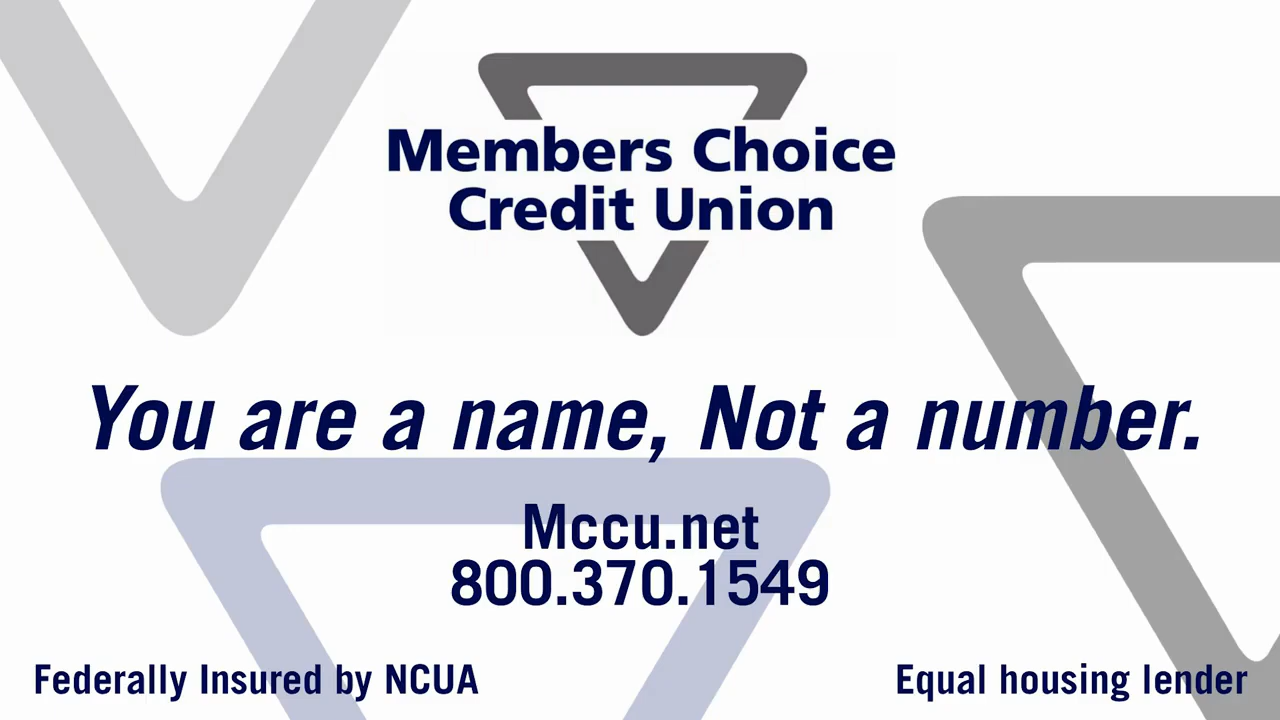 Members Choice
Credit Union
You are a name, Not a number.
Mccu.net
800.370.1549
Federally Insured by NCUA
Equal housing lender